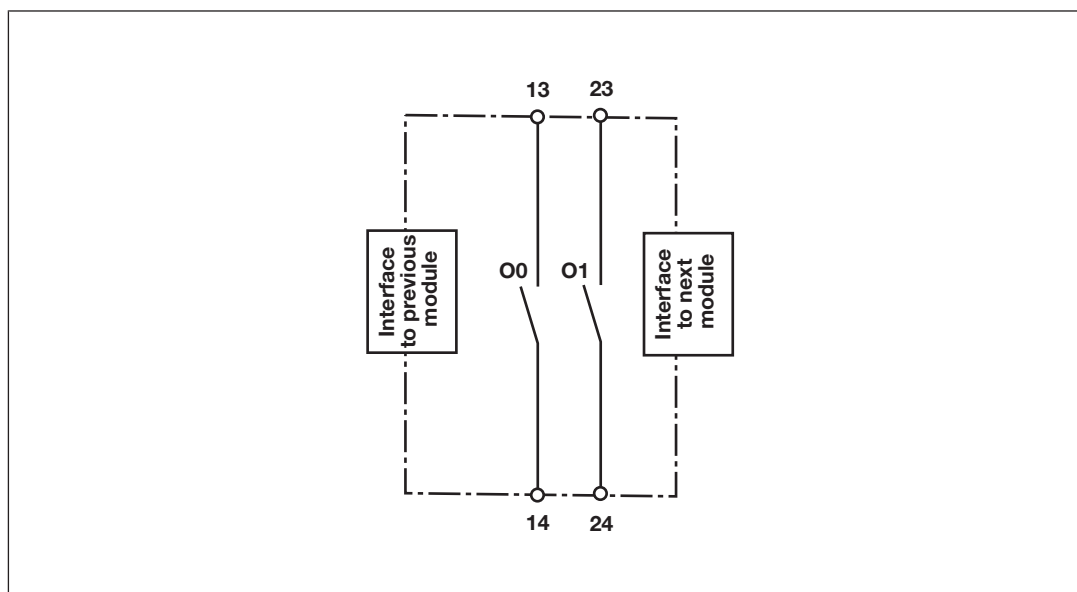 13 23
Interface
to previous
module
O0 O1
Interface
to next
module
14 24